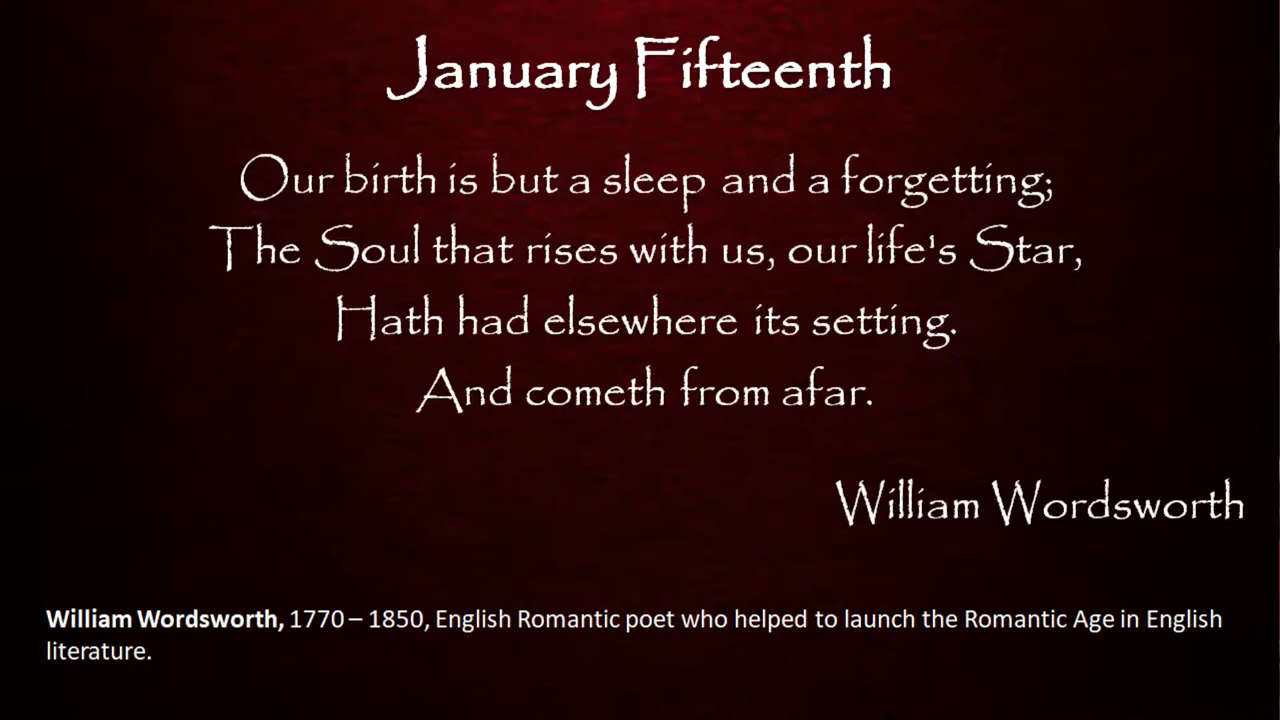 January Fifteenth
Our birth is but a sleep and a forgetting;
The Soul that rises with us, our life's Star,
Hath had elsewhere its setting.
And cometh from afar.
William Wordsworth
William Wordsworth, 1770 – 1850, English Romantic poet who helped to launch the Romantic Age in English
literature.